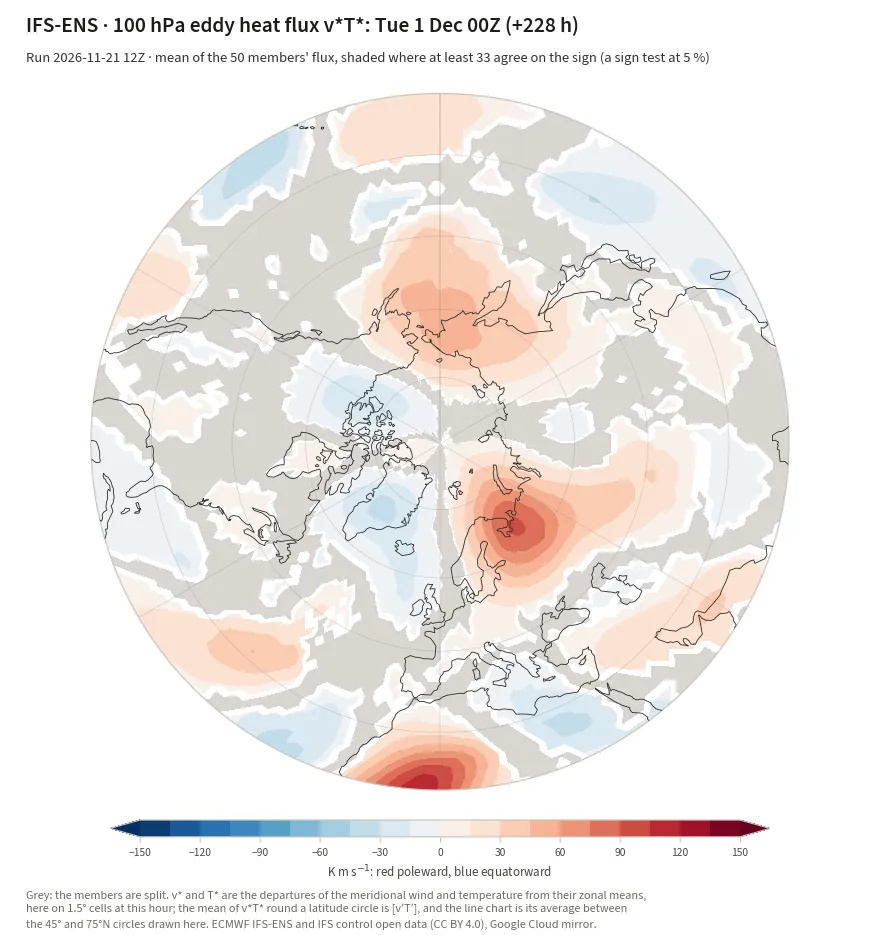 IFS-ENS · 100 hPa eddy heat flux v*T*: Tue 1 Dec 00Z (+228 h)
Run 2026-11-21 12Z · mean of the 50 members' flux, shaded where at least 33 agree on the sign (a sign test at 5 %)
−150 −120 −90 −60 −30 0 30 60 90 120 150
K m s⁻¹: red poleward, blue equatorward
Grey: the members are split. v* and T* are the departures of the meridional wind and temperature from their zonal means,
here on 1.5° cells at this hour; the mean of v*T* round a latitude circle is [v'T'], and the line chart is its average between
the 45° and 75°N circles drawn here. ECMWF IFS-ENS and IFS control open data (CC BY 4.0), Google Cloud mirror.